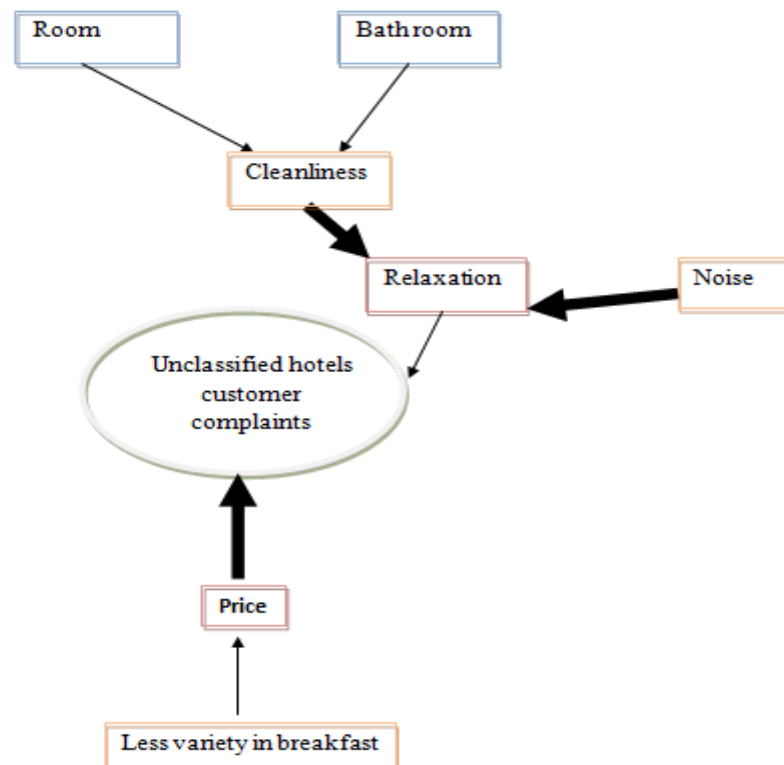 Room
Bathroom
Cleanliness
Relaxation
Noise
Unclassified hotels
customer
complaints
Price
Less variety in breakfast